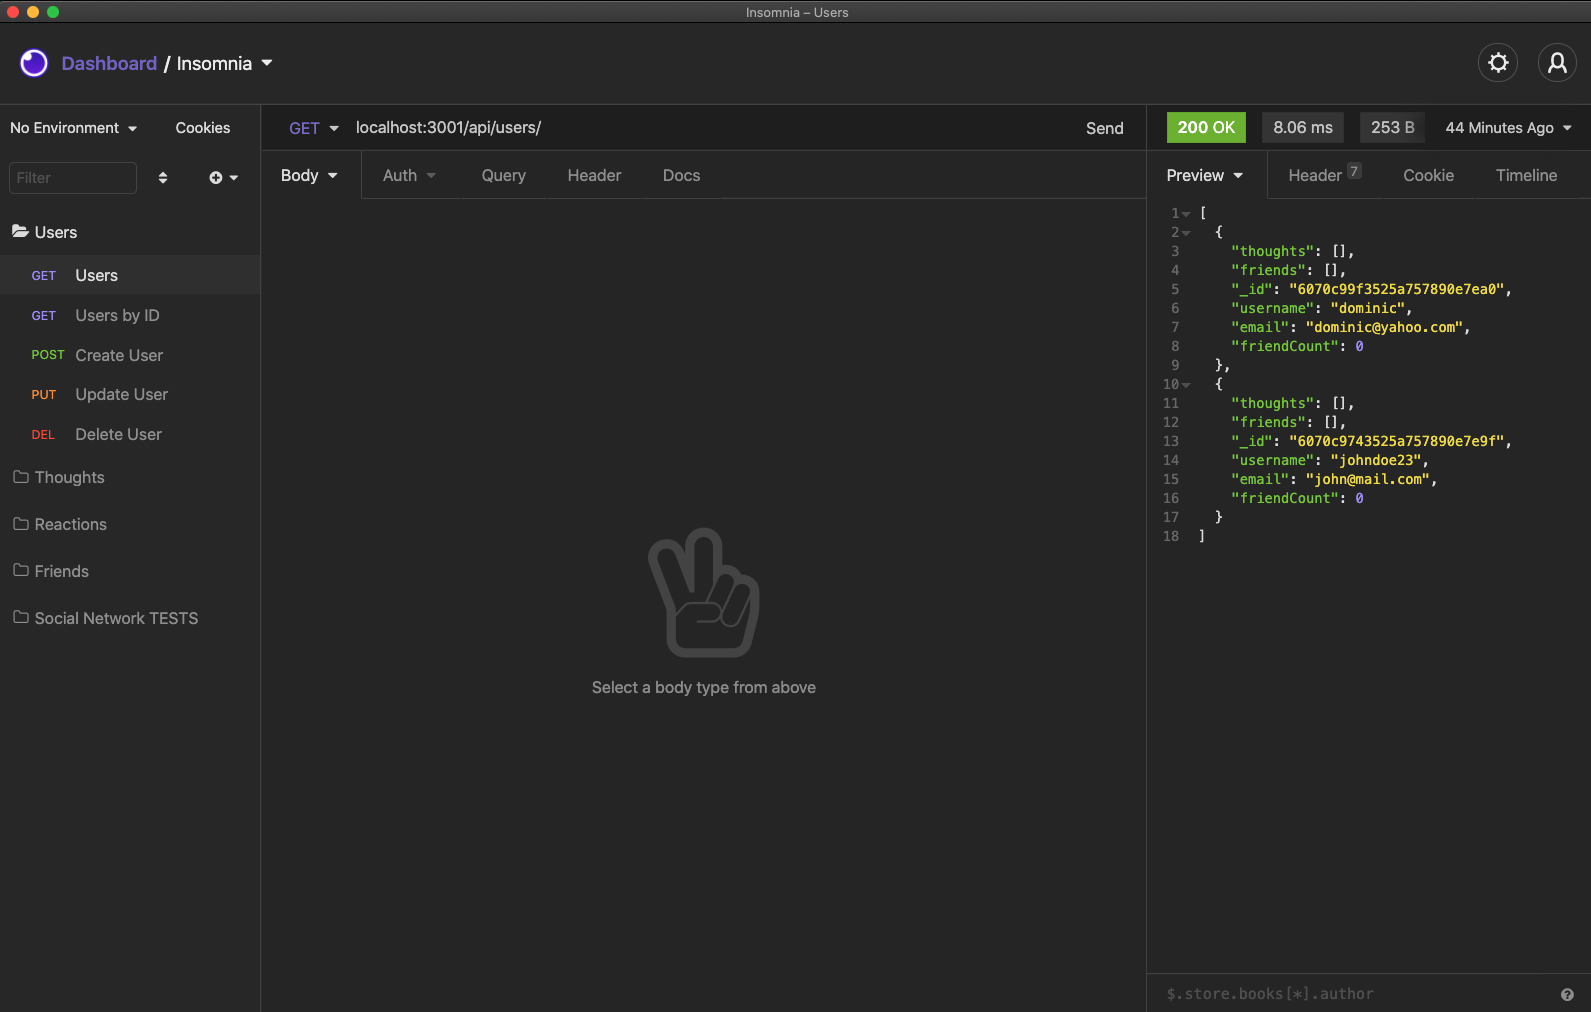 Insomnia – Users
Dashboard / Insomnia
No Environment
Cookies
Filter
Users
GET Users
GET Users by ID
POST Create User
PUT Update User
DEL Delete User
Thoughts
Reactions
Friends
Social Network TESTS
GET localhost:3001/api/users/ Send
Body Auth Query Header Docs
Select a body type from above
200 OK 8.06 ms 253 B 44 Minutes Ago
Preview Header 7 Cookie Timeline
1 [
2 {
3 "thoughts": [],
4 "friends": [],
5 "_id": "6070c99f3525a757890e7ea0",
6 "username": "dominic",
7 "email": "dominic@yahoo.com",
8 "friendCount": 0
9 },
10 {
11 "thoughts": [],
12 "friends": [],
13 "_id": "6070c9743525a757890e7e9f",
14 "username": "johndoe23",
15 "email": "john@mail.com",
16 "friendCount": 0
17 }
18 ]
$.store.books[*].author